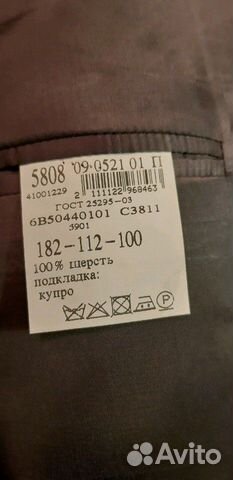 5808 09-0521 01 П
41001229
2 111122 968463
ГОСТ 25295-03
6В50440101 С3811
5901
182-112-100
100% шерсть
подкладка:
купро
P
Avito